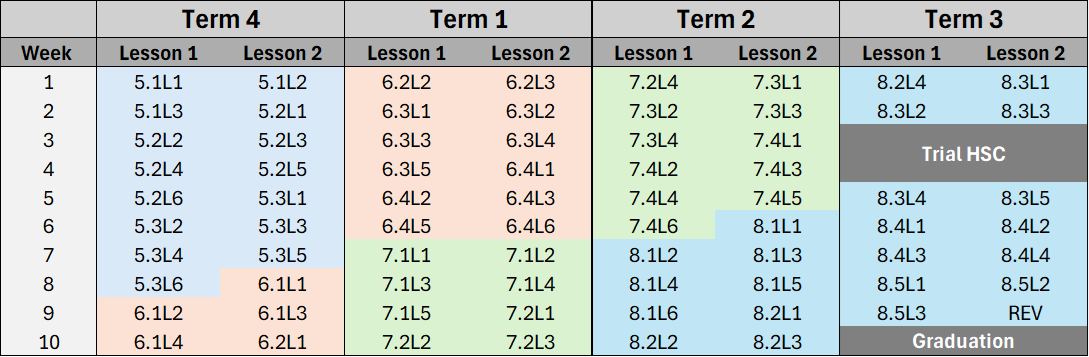 Term 4 Term 1 Term 2 Term 3
Week Lesson 1 Lesson 2 Lesson 1 Lesson 2 Lesson 1 Lesson 2 Lesson 1 Lesson 2
1 5.1L1 5.1L2 6.2L2 6.2L3 7.2L4 7.3L1 8.2L4 8.3L1
2 5.1L3 5.2L1 6.3L1 6.3L2 7.3L2 7.3L3 8.3L2 8.3L3
3 5.2L2 5.2L3 6.3L3 6.3L4 7.3L4 7.4L1 Trial HSC
4 5.2L4 5.2L5 6.3L5 6.4L1 7.4L2 7.4L3
5 5.2L6 5.3L1 6.4L2 6.4L3 7.4L4 7.4L5 8.3L4 8.3L5
6 5.3L2 5.3L3 6.4L5 6.4L6 7.4L6 8.1L1 8.4L1 8.4L2
7 5.3L4 5.3L5 7.1L1 7.1L2 8.1L2 8.1L3 8.4L3 8.4L4
8 5.3L6 6.1L1 7.1L3 7.1L4 8.1L4 8.1L5 8.5L1 8.5L2
9 6.1L2 6.1L3 7.1L5 7.2L1 8.1L6 8.2L1 8.5L3 REV
10 6.1L4 6.2L1 7.2L2 7.2L3 8.2L2 8.2L3 Graduation